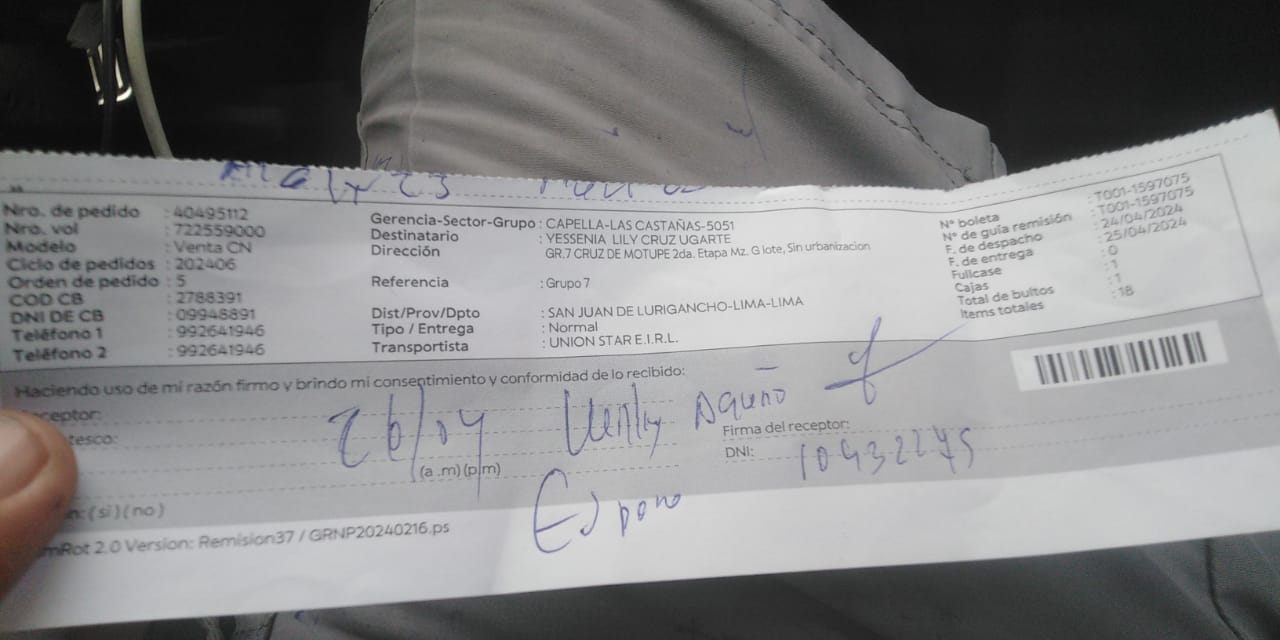 Nro. de pedido : 40495112
Nro. vol : 722559000
Modelo : Venta CN
Ciclo de pedidos : 202406
Orden de pedido : 5
COD CB : 2788391
DNI DE CB : 09948891
Teléfono 1 : 992641946
Teléfono 2 : 992641946
Gerencia-Sector-Grupo : CAPELLA-LAS CASTAÑAS-5051
Destinatario : YESSENIA LILY CRUZ UGARTE
Dirección GR.7 CRUZ DE MOTUPE 2da. Etapa Mz. G lote, Sin urbanizacion
Referencia : Grupo 7
Dist/Prov/Dpto : SAN JUAN DE LURIGANCHO-LIMA-LIMA
Tipo / Entrega : Normal
Transportista : UNION STAR E.I.R.L.
N° boleta : T001-1597075
N° de guía remisión : T001-1597075
F. de despacho : 24/04/2024
F. de entrega : 25/04/2024
Fullcase : 0
Cajas : 1
Total de bultos : 1
Items totales : 18
Haciendo uso de mi razón firmo y brindo mi consentimiento y conformidad de lo recibido:
ceptor:
tesco:
26/04
(a .m) (p.m)
Firma del receptor:
DNI: 10432275
: ( si ) ( no )
mRot 2.0 Version: Remision37 / GRNP20240216.ps